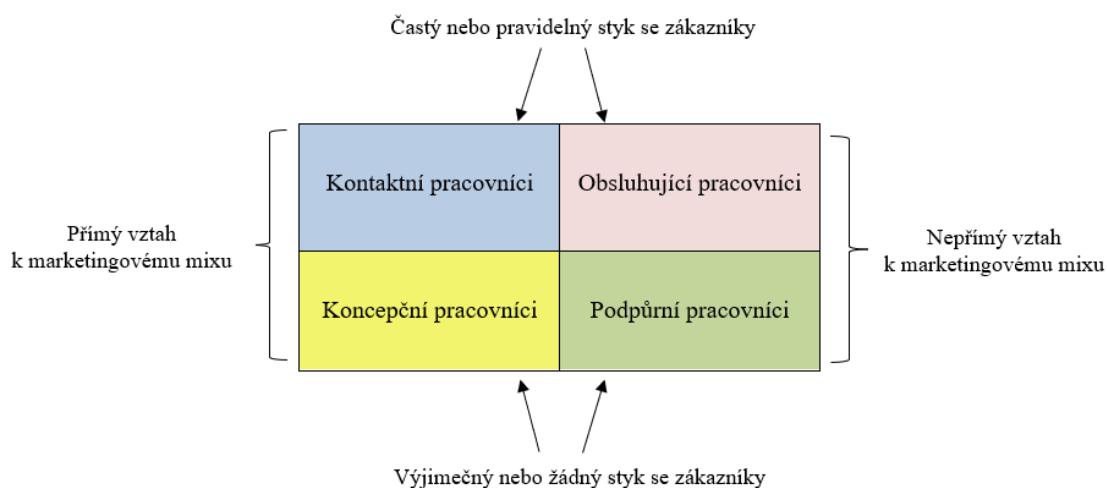 Častý nebo pravidelný styk se zákazníky
Kontaktní pracovníci
Obsluhující pracovníci
Přímý vztah
k marketingovému mixu
Nepřímý vztah
k marketingovému mixu
Koncepční pracovníci
Podpůrní pracovníci
Výjimečný nebo žádný styk se zákazníky